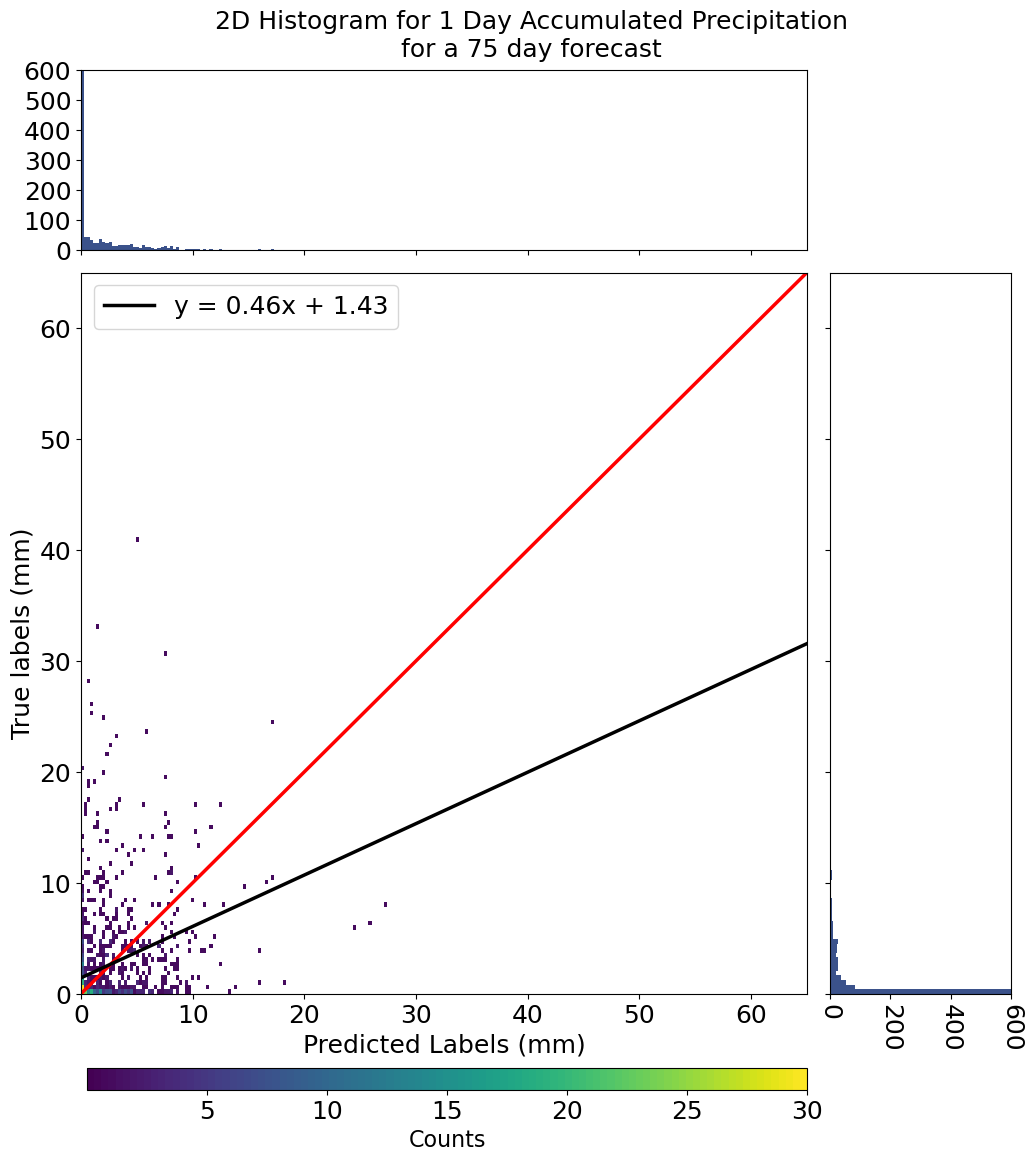 2D Histogram for 1 Day Accumulated Precipitation
for a 75 day forecast
600
500
400
300
200
100
0
y = 0.46x + 1.43
True labels (mm)
60
50
40
30
20
10
0
0 10 20 30 40 50 60
Predicted Labels (mm)
0 200 400 600
5 10 15 20 25 30
Counts